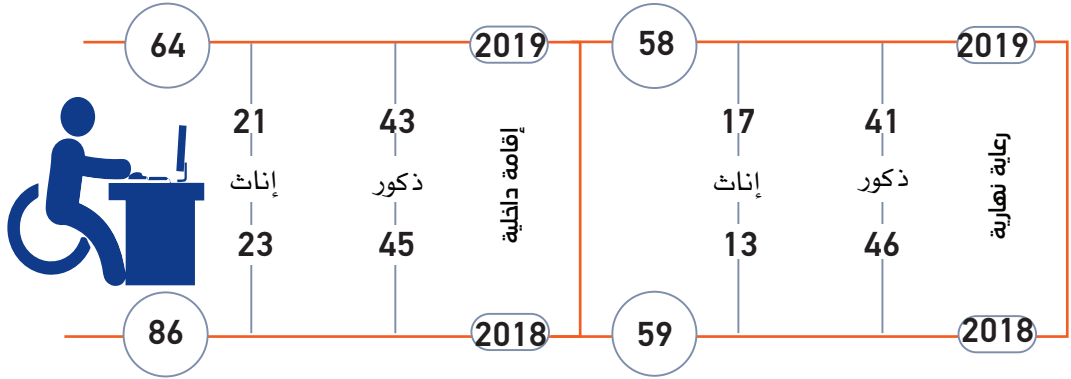 2019 58 2019 64
41 17 43 21
رعاية نهارية
ذكور إناث
إقامة داخلية
ذكور إناث
46 13 45 23
2018 59 2018 86